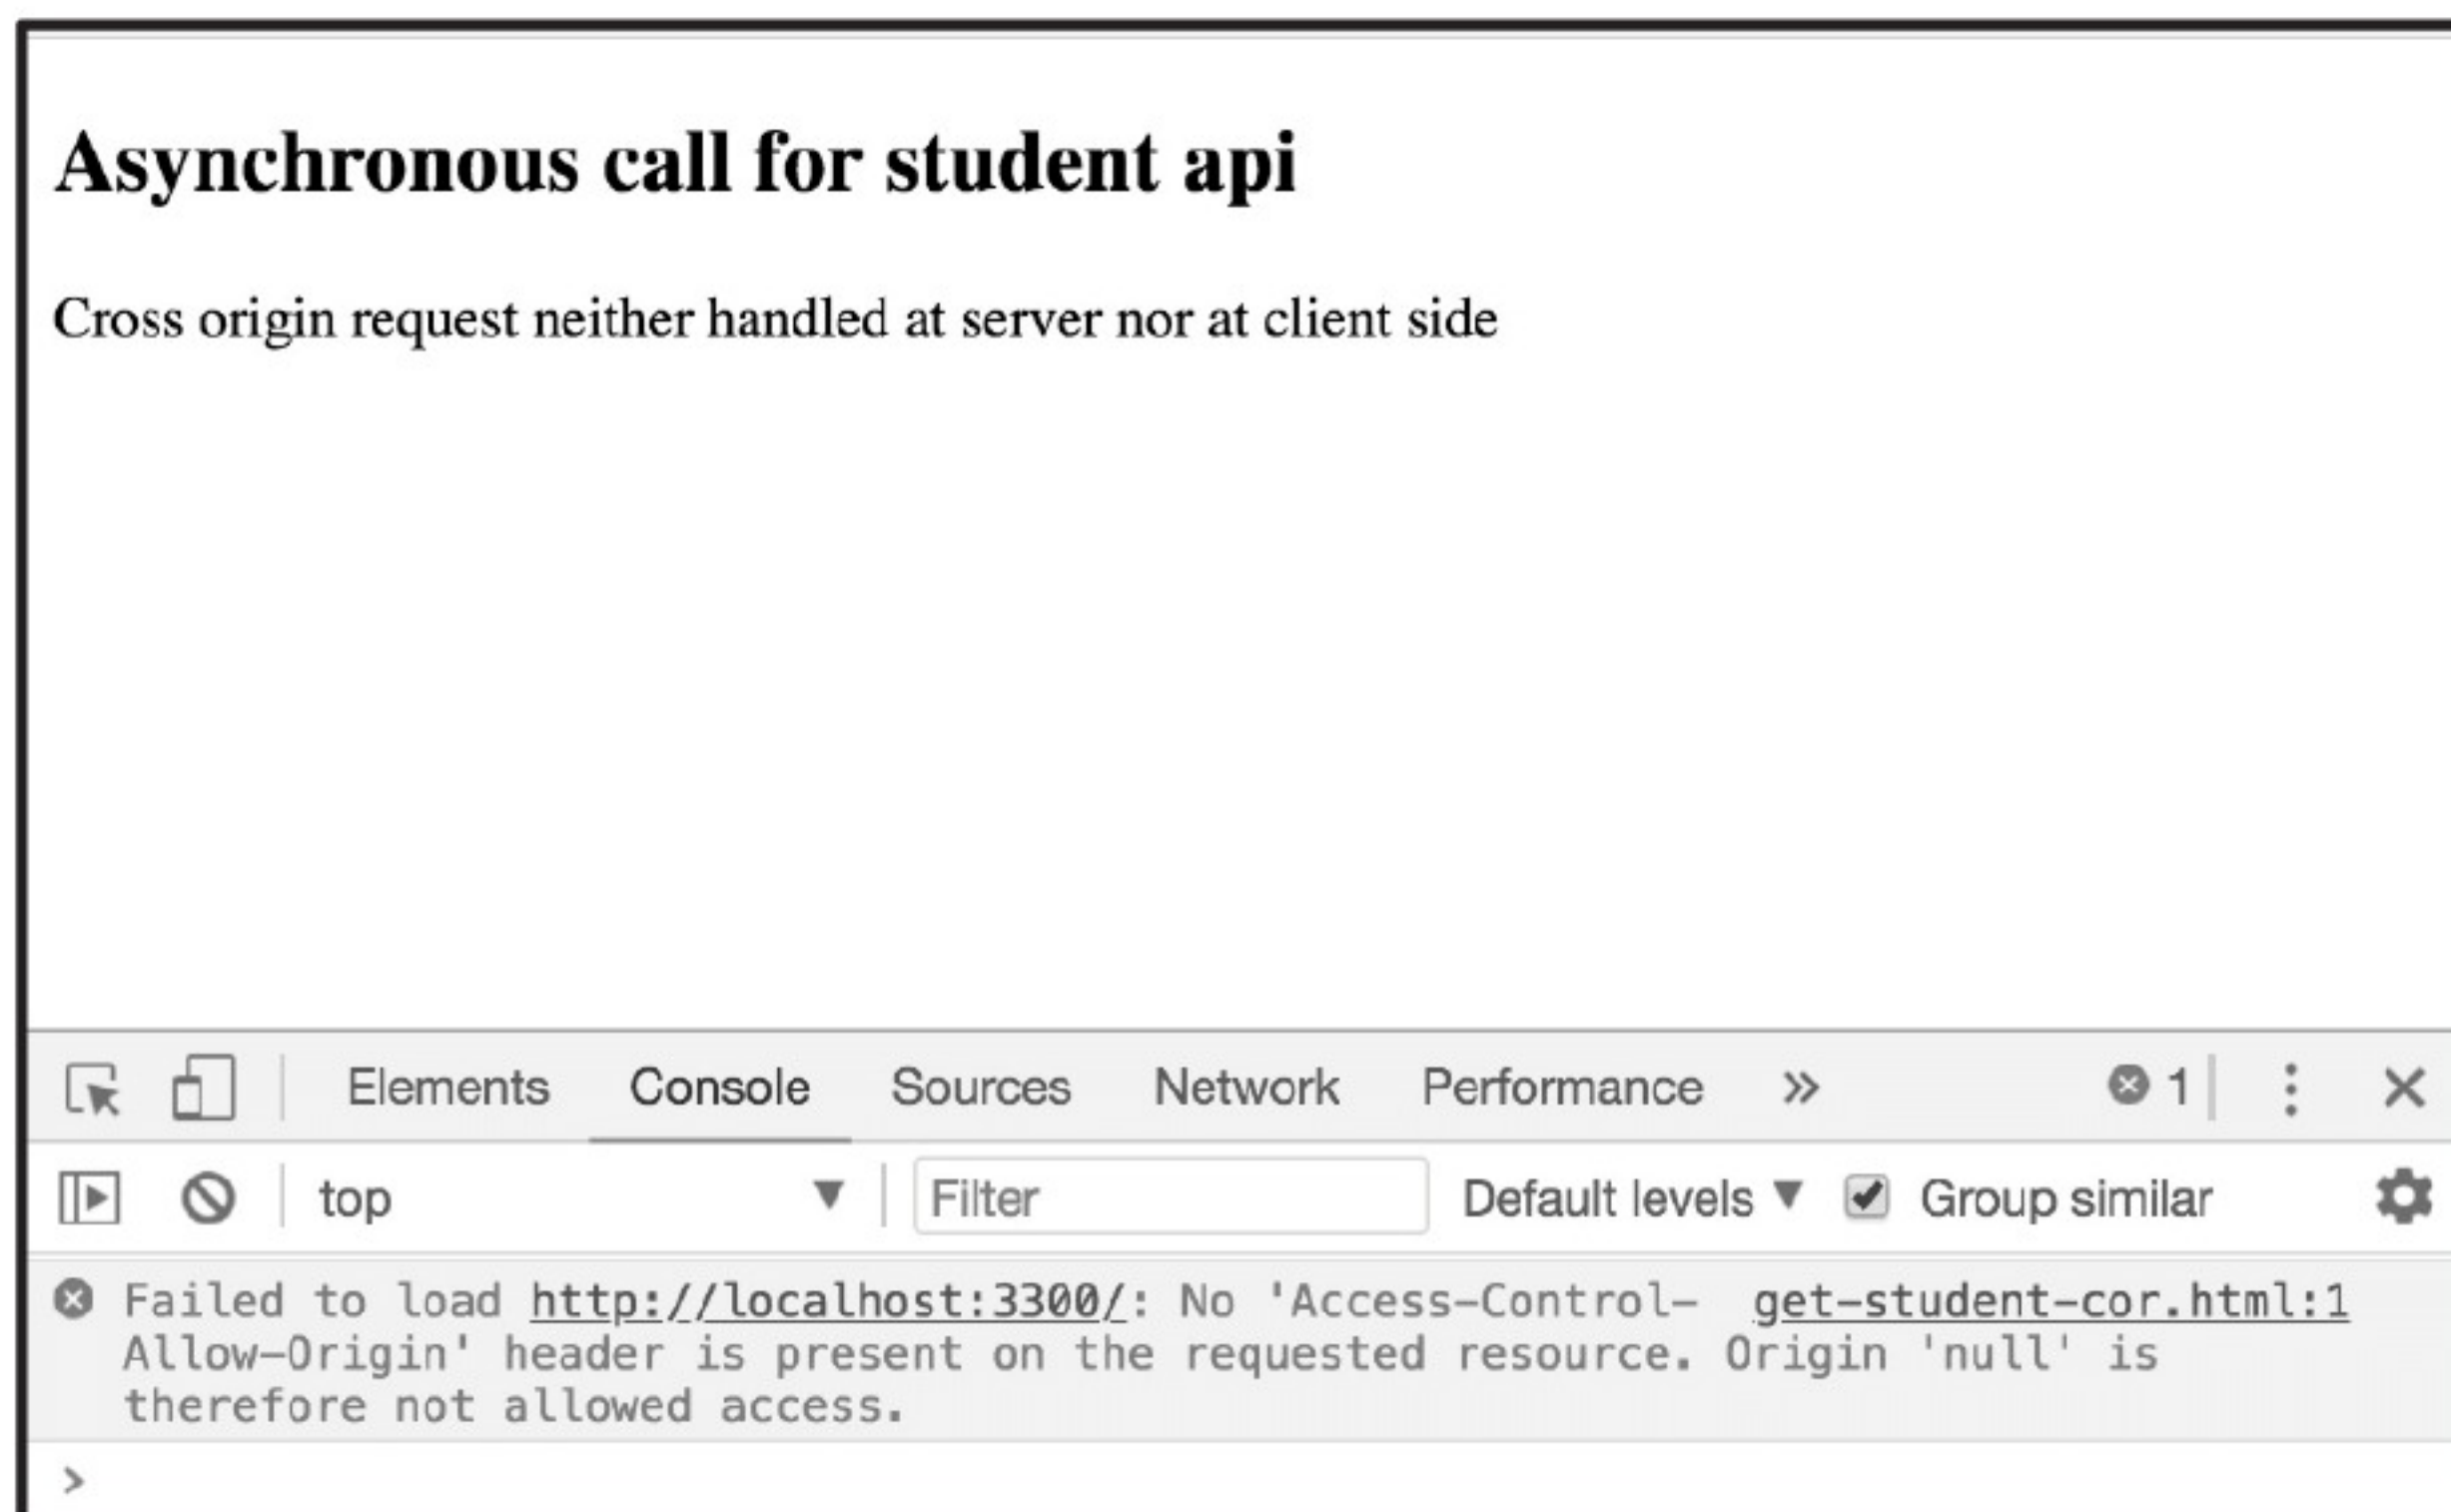 Asynchronous call for student api
Cross origin request neither handled at server nor at client side
Elements Console Sources Network Performance » 1
top Filter Default levels Group similar
Failed to load http://localhost:3300/: No 'Access-Control- get-student-cor.html:1
Allow-Origin' header is present on the requested resource. Origin 'null' is
therefore not allowed access.
>